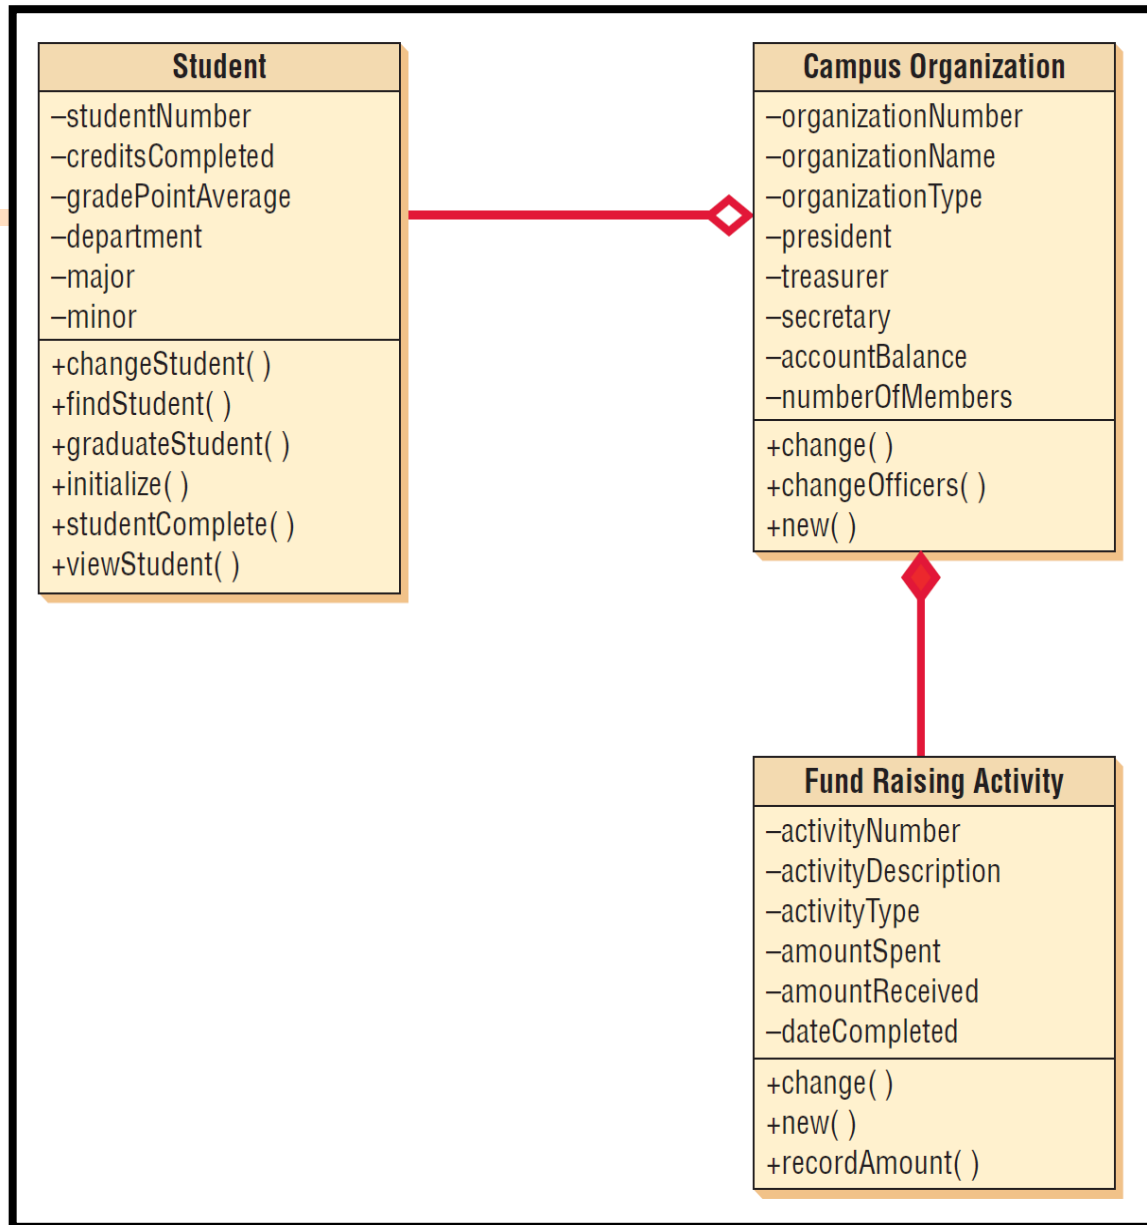 Student
–studentNumber
–creditsCompleted
–gradePointAverage
–department
–major
–minor
+changeStudent( )
+findStudent( )
+graduateStudent( )
+initialize( )
+studentComplete( )
+viewStudent( )
Campus Organization
–organizationNumber
–organizationName
–organizationType
–president
–treasurer
–secretary
–accountBalance
–numberOfMembers
+change( )
+changeOfficers( )
+new( )
Fund Raising Activity
–activityNumber
–activityDescription
–activityType
–amountSpent
–amountReceived
–dateCompleted
+change( )
+new( )
+recordAmount( )